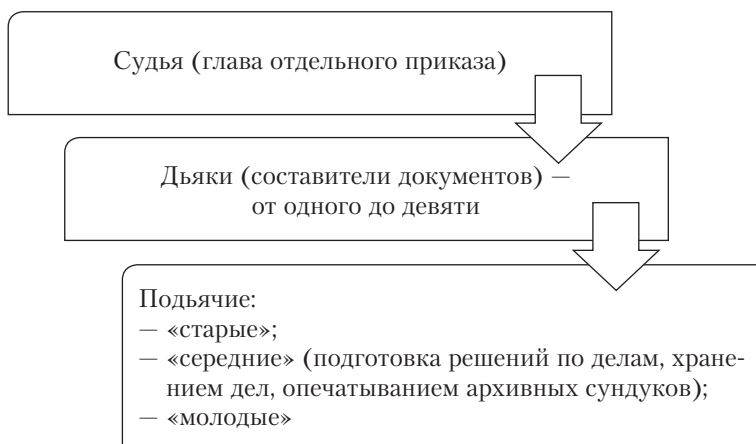 Судья (глава отдельного приказа)
Дьяки (составители документов) —
от одного до девяти
Подьячие:
— «старые»;
— «середние» (подготовка решений по делам, хране-
нием дел, опечатыванием архивных сундуков);
— «молодые»